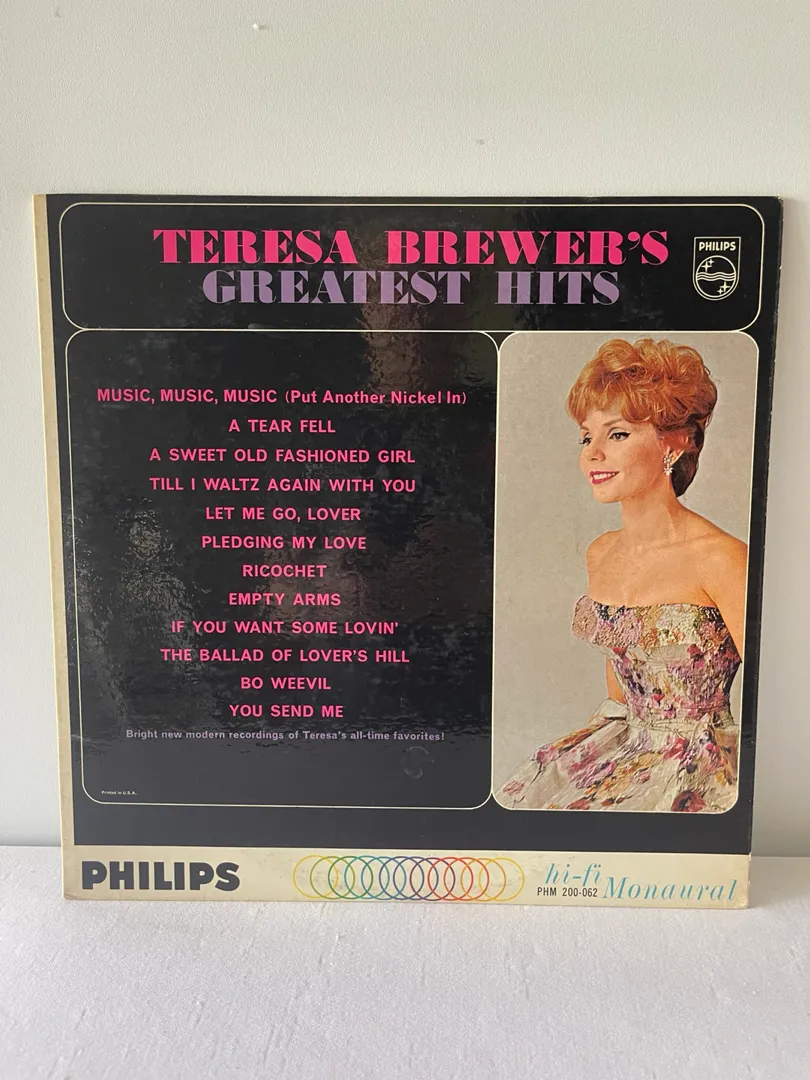 TERESA BREWER'S
GREATEST HITS
PHILIPS
MUSIC, MUSIC, MUSIC (Put Another Nickel In)
A TEAR FELL
A SWEET OLD FASHIONED GIRL
TILL I WALTZ AGAIN WITH YOU
LET ME GO, LOVER
PLEDGING MY LOVE
RICOCHET
EMPTY ARMS
IF YOU WANT SOME LOVIN'
THE BALLAD OF LOVER'S HILL
BO WEEVIL
YOU SEND ME
Bright new modern recordings of Teresa's all-time favorites!
Printed in U.S.A.
PHILIPS
hi-fi
PHM 200-062 Monaural